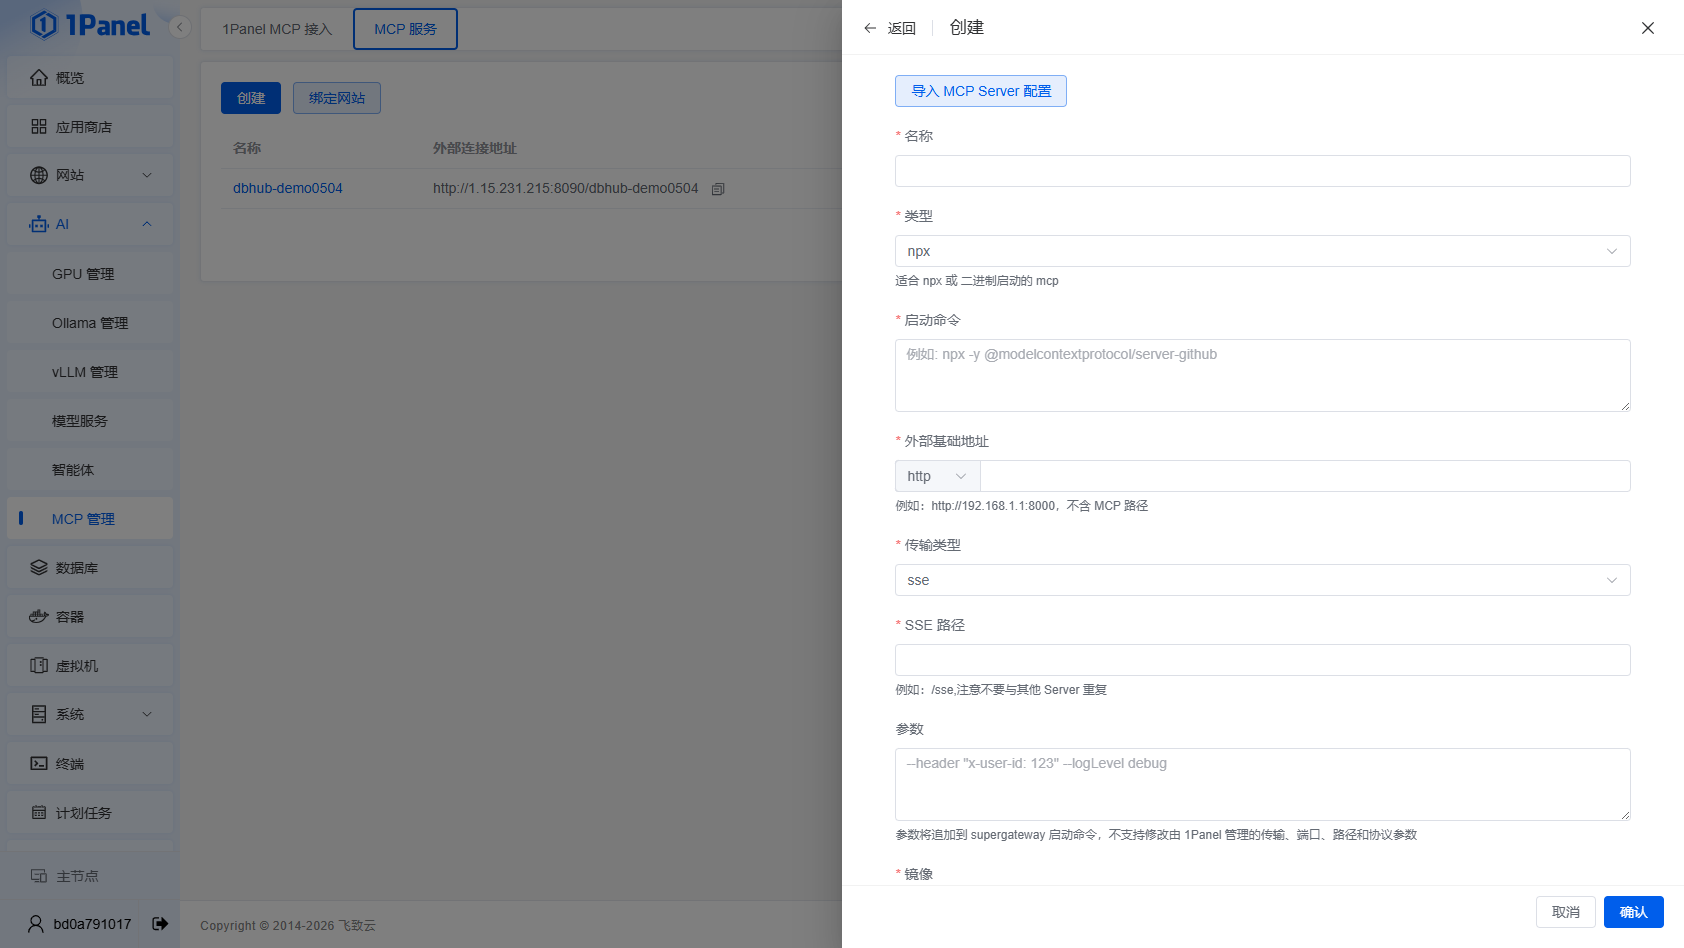 1Panel
概览
应用商店
网站
AI
GPU 管理
Ollama 管理
vLLM 管理
模型服务
智能体
MCP 管理
数据库
容器
虚拟机
系统
终端
计划任务
主节点
bd0a791017
1Panel MCP 接入
MCP 服务
创建
绑定网站
名称
外部连接地址
dbhub-demo0504
http://1.15.231.215:8090/dbhub-demo0504
Copyright © 2014-2026 飞致云
返回
创建
导入 MCP Server 配置
* 名称
* 类型
npx
适合 npx 或 二进制启动的 mcp
* 启动命令
例如: npx -y @modelcontextprotocol/server-github
* 外部基础地址
http
例如：http://192.168.1.1:8000，不含 MCP 路径
* 传输类型
sse
* SSE 路径
例如：/sse,注意不要与其他 Server 重复
参数
--header "x-user-id: 123" --logLevel debug
参数将追加到 supergateway 启动命令，不支持修改由 1Panel 管理的传输、端口、路径和协议参数
* 镜像
取消
确认